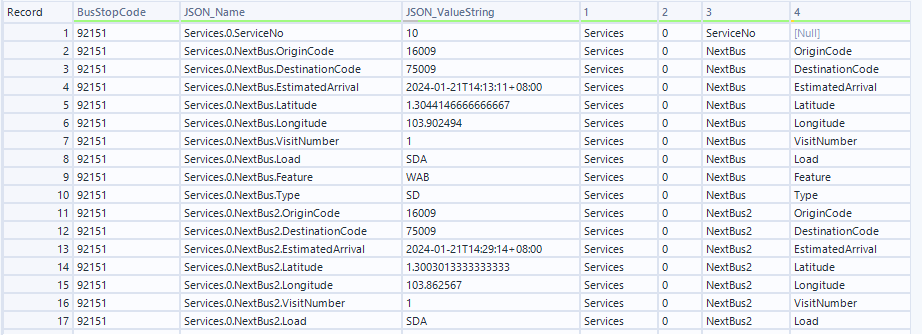 Record BusStopCode JSON_Name JSON_ValueString 1 2 3 4
1 92151 Services.0.ServiceNo 10 Services 0 ServiceNo [Null]
2 92151 Services.0.NextBus.OriginCode 16009 Services 0 NextBus OriginCode
3 92151 Services.0.NextBus.DestinationCode 75009 Services 0 NextBus DestinationCode
4 92151 Services.0.NextBus.EstimatedArrival 2024-01-21T14:13:11+08:00 Services 0 NextBus EstimatedArrival
5 92151 Services.0.NextBus.Latitude 1.3044146666666667 Services 0 NextBus Latitude
6 92151 Services.0.NextBus.Longitude 103.902494 Services 0 NextBus Longitude
7 92151 Services.0.NextBus.VisitNumber 1 Services 0 NextBus VisitNumber
8 92151 Services.0.NextBus.Load SDA Services 0 NextBus Load
9 92151 Services.0.NextBus.Feature WAB Services 0 NextBus Feature
10 92151 Services.0.NextBus.Type SD Services 0 NextBus Type
11 92151 Services.0.NextBus2.OriginCode 16009 Services 0 NextBus2 OriginCode
12 92151 Services.0.NextBus2.DestinationCode 75009 Services 0 NextBus2 DestinationCode
13 92151 Services.0.NextBus2.EstimatedArrival 2024-01-21T14:29:14+08:00 Services 0 NextBus2 EstimatedArrival
14 92151 Services.0.NextBus2.Latitude 1.3003013333333333 Services 0 NextBus2 Latitude
15 92151 Services.0.NextBus2.Longitude 103.862567 Services 0 NextBus2 Longitude
16 92151 Services.0.NextBus2.VisitNumber 1 Services 0 NextBus2 VisitNumber
17 92151 Services.0.NextBus2.Load SDA Services 0 NextBus2 Load